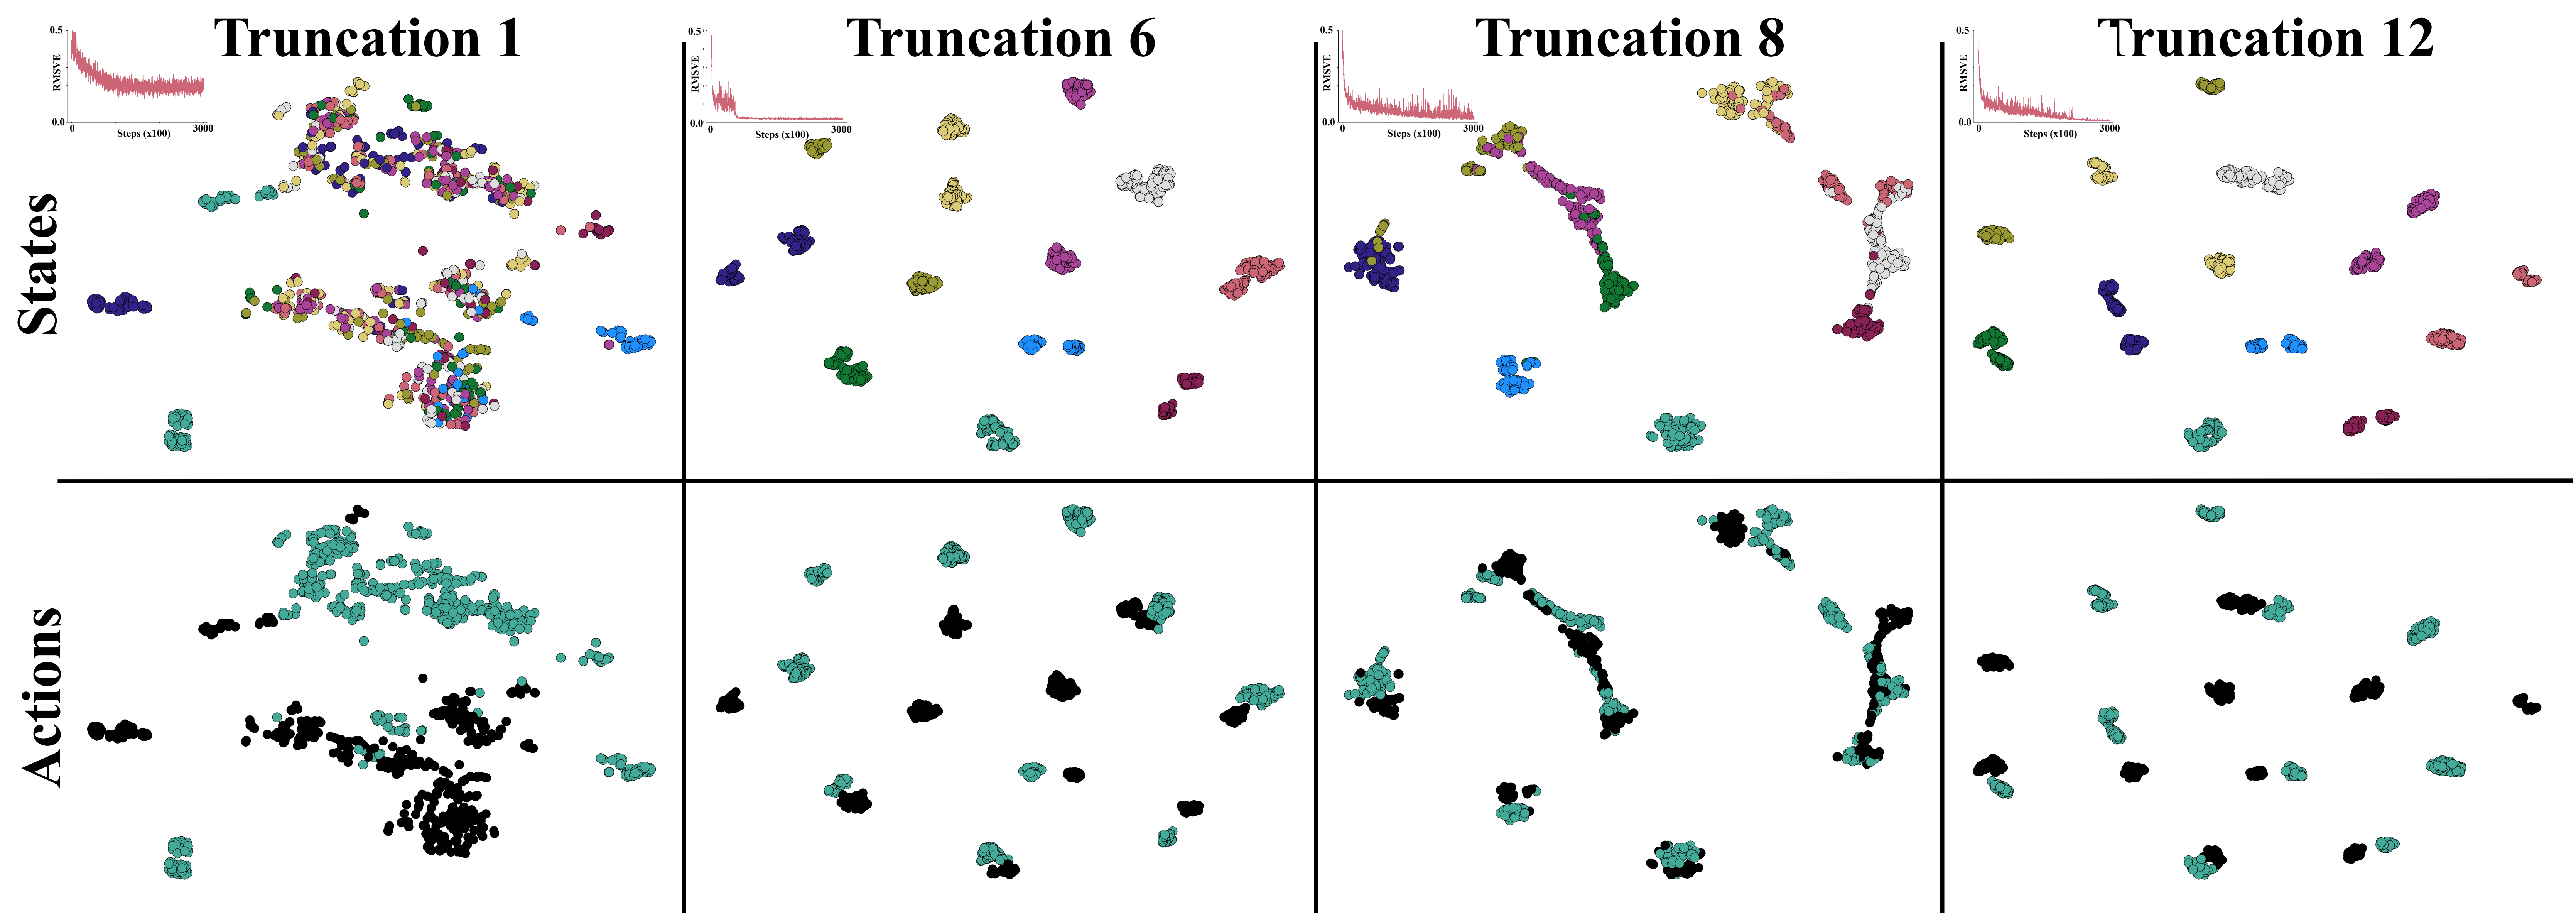 Truncation 1
Truncation 6
Truncation 8
Truncation 12
0.5
RMSVE
0.0
0
Steps (x100)
3000
0.5
RMSVE
0.0
0
Steps (x100)
3000
0.5
RMSVE
0.0
0
Steps (x100)
3000
0.5
RMSVE
0.0
0
Steps (x100)
3000
States
Actions